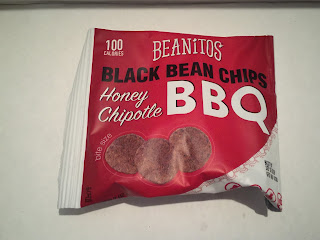 100
CALORIES
BEANiTOS
BLACK BEAN CHIPS
Honey
Chipotle
BBQ
bite size